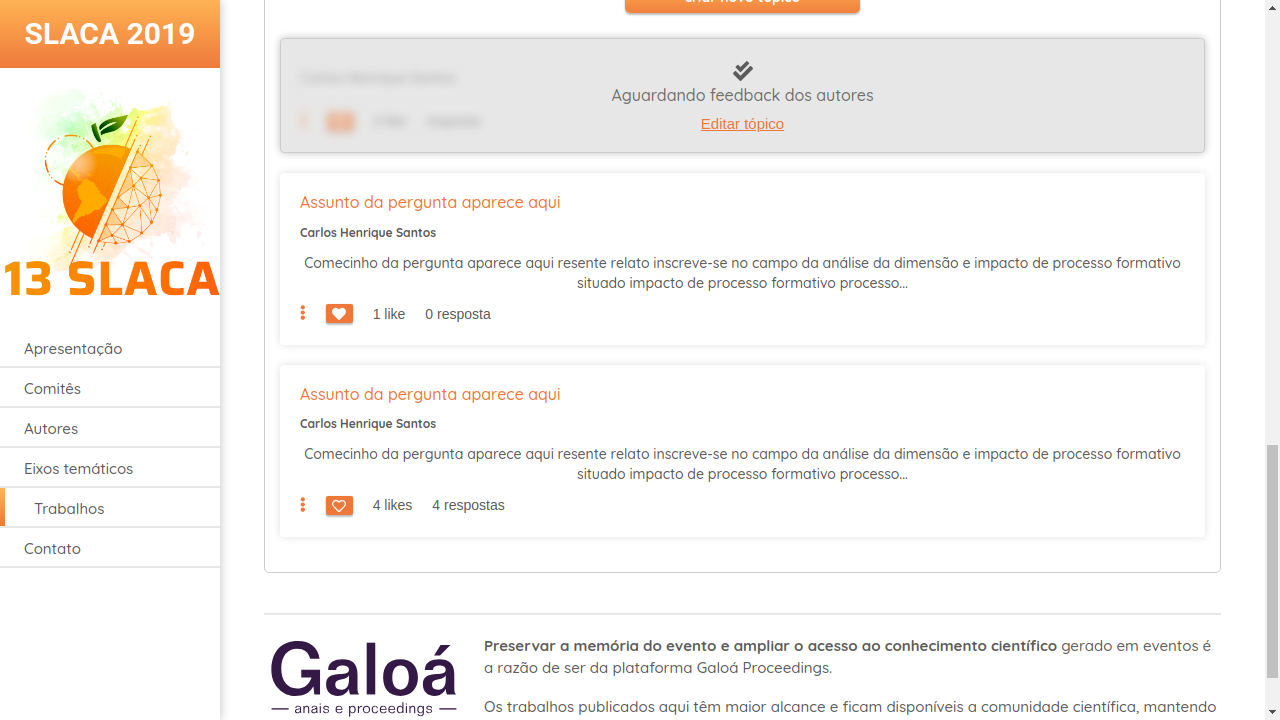 SLACA 2019
13 SLACA
Apresentação
Comitês
Autores
Eixos temáticos
Trabalhos
Contato
criar novo tópico
Carlos Henrique Santos
Aguardando feedback dos autores
Editar tópico
Assunto da pergunta aparece aqui
Carlos Henrique Santos
Comecinho da pergunta aparece aqui resente relato inscreve-se no campo da análise da dimensão e impacto de processo formativo
situado impacto de processo formativo processo...
1 like 0 resposta
Assunto da pergunta aparece aqui
Carlos Henrique Santos
Comecinho da pergunta aparece aqui resente relato inscreve-se no campo da análise da dimensão e impacto de processo formativo
situado impacto de processo formativo processo...
4 likes 4 respostas
Galoá
anais e proceedings
Preservar a memória do evento e ampliar o acesso ao conhecimento científico gerado em eventos é
a razão de ser da plataforma Galoá Proceedings.
Os trabalhos publicados aqui têm maior alcance e ficam disponíveis a comunidade científica, mantendo